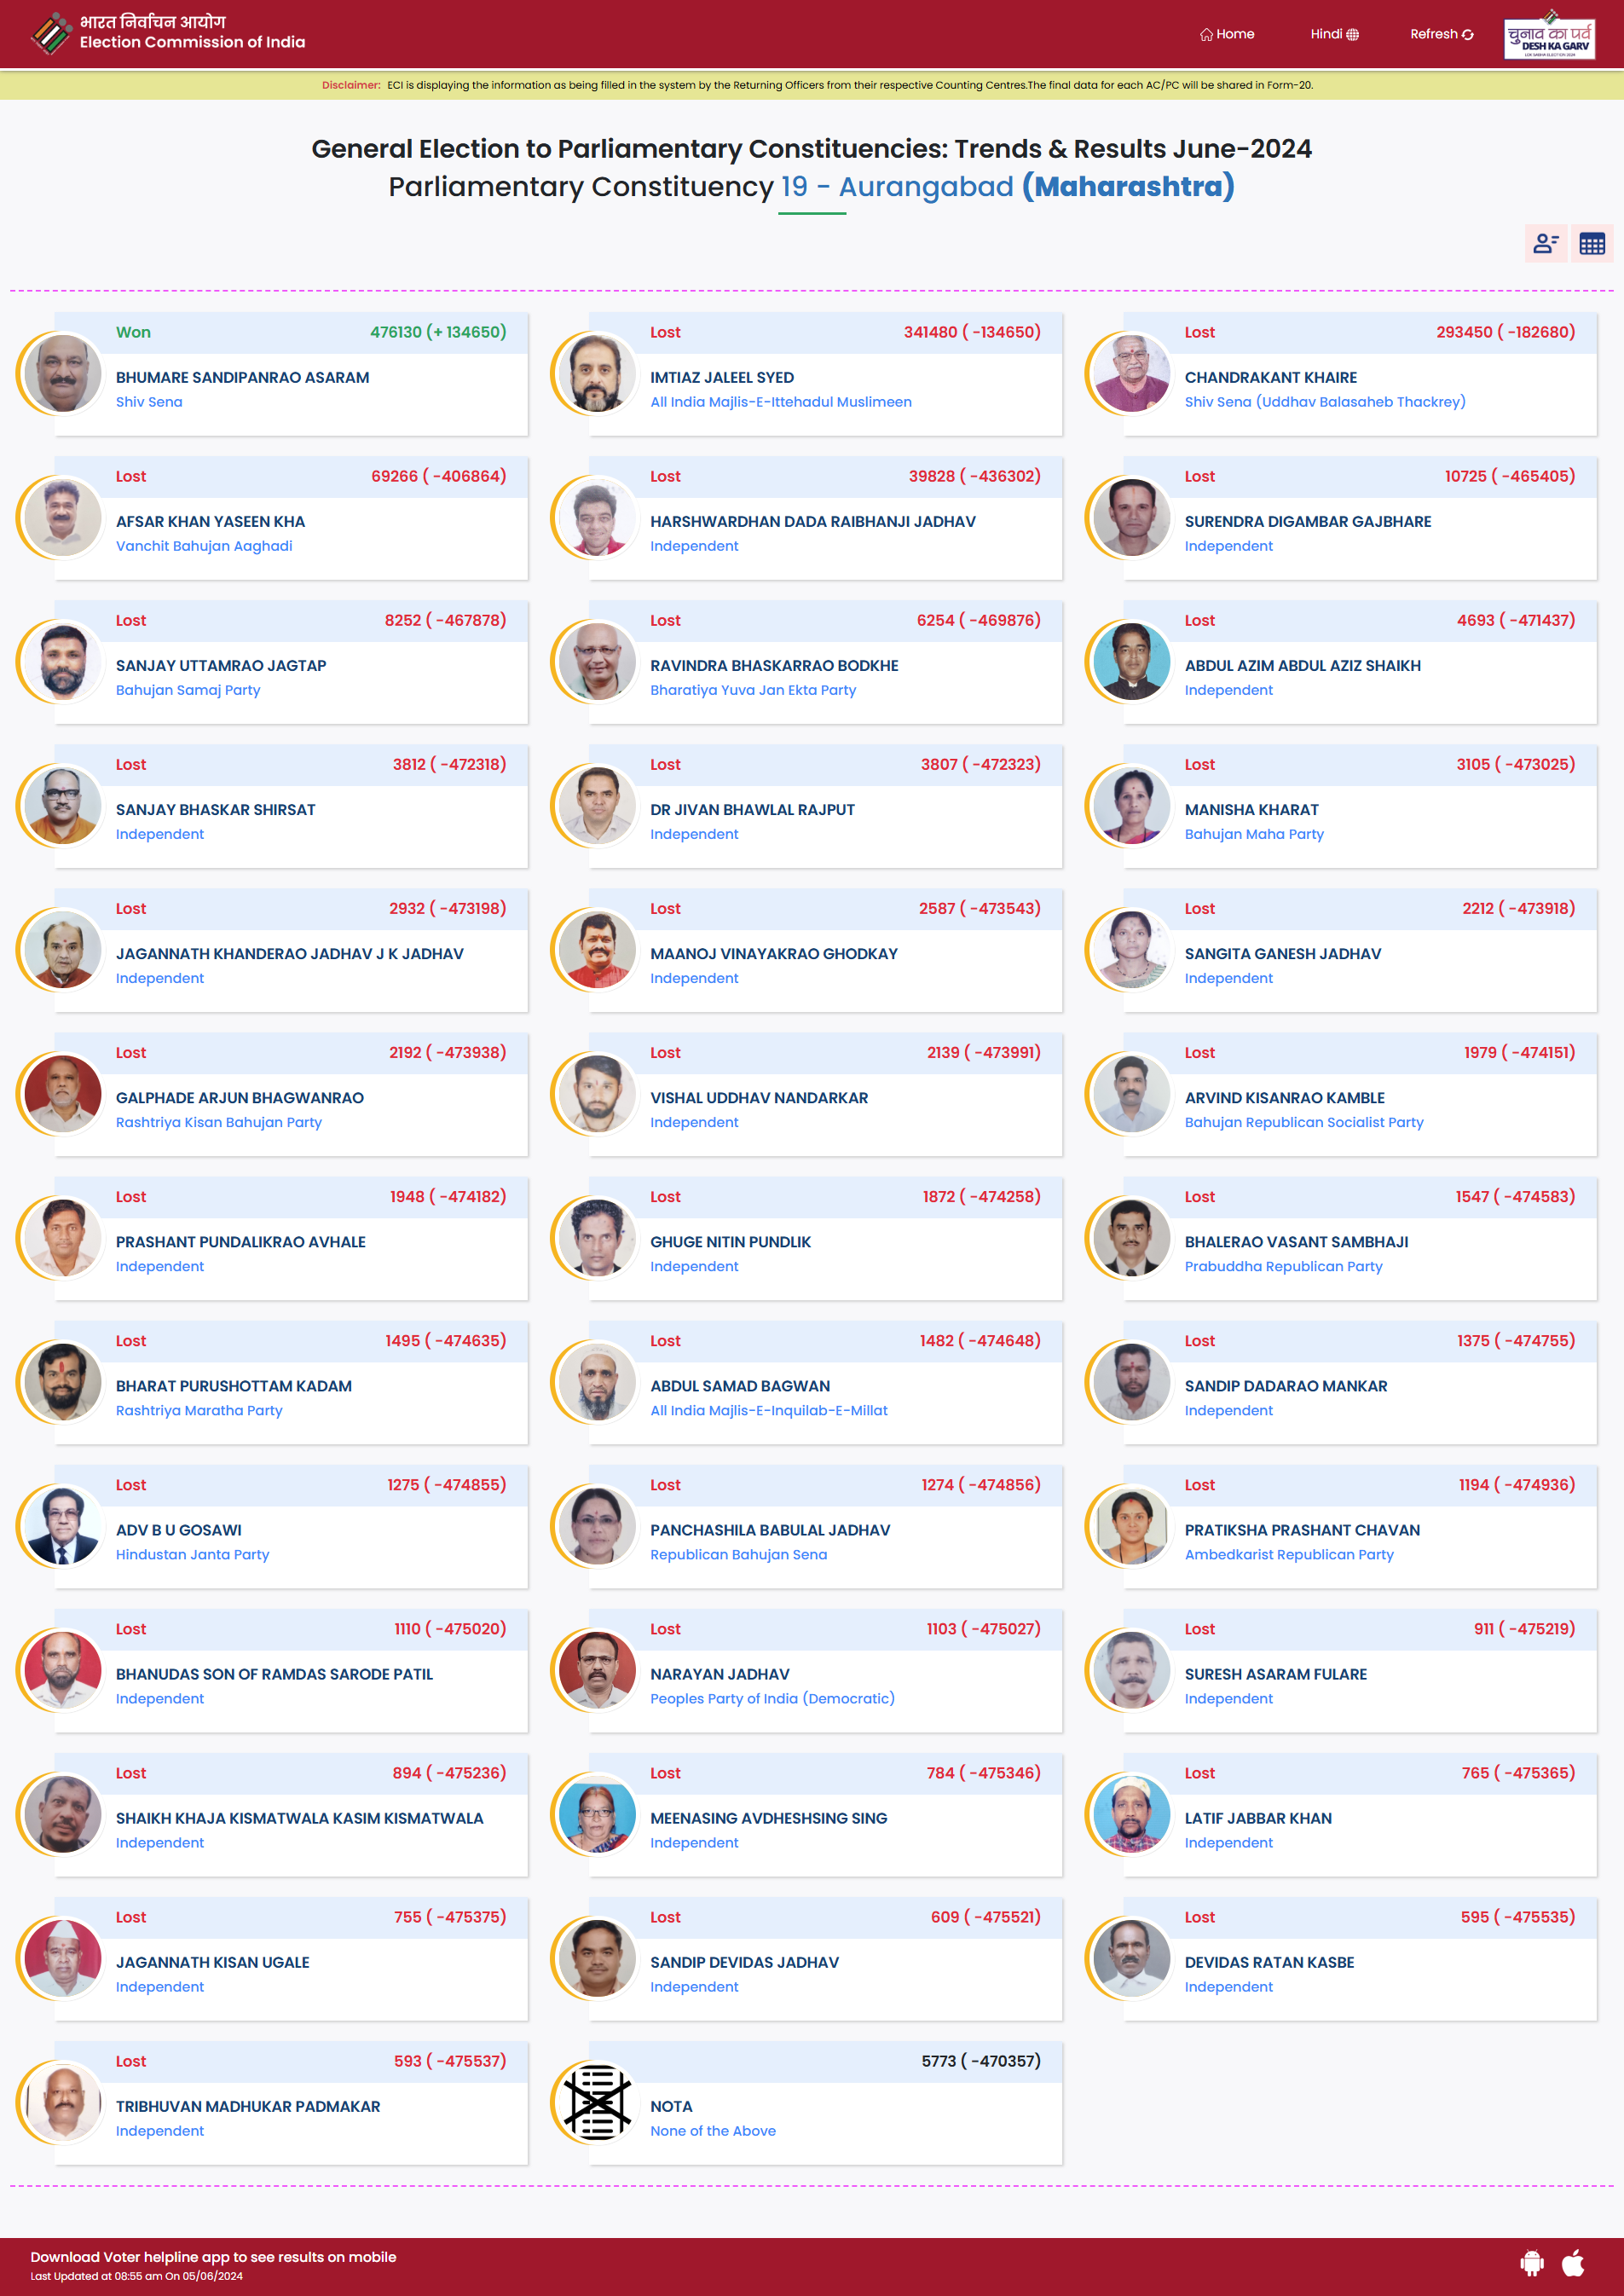 भारत निर्वाचन आयोग
Election Commission of India
Home
Hindi
Refresh
चुनाव का पर्व
DESH KA GARV
LOK SABHA ELECTION 2024
Disclaimer: ECI is displaying the information as being filled in the system by the Returning Officers from their respective Counting Centres.The final data for each AC/PC will be shared in Form-20.
General Election to Parliamentary Constituencies: Trends & Results June-2024
Parliamentary Constituency 19 - Aurangabad (Maharashtra)
Won 476130 (+ 134650)
BHUMARE SANDIPANRAO ASARAM
Shiv Sena
Lost 341480 ( -134650)
IMTIAZ JALEEL SYED
All India Majlis-E-Ittehadul Muslimeen
Lost 293450 ( -182680)
CHANDRAKANT KHAIRE
Shiv Sena (Uddhav Balasaheb Thackrey)
Lost 69266 ( -406864)
AFSAR KHAN YASEEN KHA
Vanchit Bahujan Aaghadi
Lost 39828 ( -436302)
HARSHWARDHAN DADA RAIBHANJI JADHAV
Independent
Lost 10725 ( -465405)
SURENDRA DIGAMBAR GAJBHARE
Independent
Lost 8252 ( -467878)
SANJAY UTTAMRAO JAGTAP
Bahujan Samaj Party
Lost 6254 ( -469876)
RAVINDRA BHASKARRAO BODKHE
Bharatiya Yuva Jan Ekta Party
Lost 4693 ( -471437)
ABDUL AZIM ABDUL AZIZ SHAIKH
Independent
Lost 3812 ( -472318)
SANJAY BHASKAR SHIRSAT
Independent
Lost 3807 ( -472323)
DR JIVAN BHAWLAL RAJPUT
Independent
Lost 3105 ( -473025)
MANISHA KHARAT
Bahujan Maha Party
Lost 2932 ( -473198)
JAGANNATH KHANDERAO JADHAV J K JADHAV
Independent
Lost 2587 ( -473543)
MAANOJ VINAYAKRAO GHODKAY
Independent
Lost 2212 ( -473918)
SANGITA GANESH JADHAV
Independent
Lost 2192 ( -473938)
GALPHADE ARJUN BHAGWANRAO
Rashtriya Kisan Bahujan Party
Lost 2139 ( -473991)
VISHAL UDDHAV NANDARKAR
Independent
Lost 1979 ( -474151)
ARVIND KISANRAO KAMBLE
Bahujan Republican Socialist Party
Lost 1948 ( -474182)
PRASHANT PUNDALIKRAO AVHALE
Independent
Lost 1872 ( -474258)
GHUGE NITIN PUNDLIK
Independent
Lost 1547 ( -474583)
BHALERAO VASANT SAMBHAJI
Prabuddha Republican Party
Lost 1495 ( -474635)
BHARAT PURUSHOTTAM KADAM
Rashtriya Maratha Party
Lost 1482 ( -474648)
ABDUL SAMAD BAGWAN
All India Majlis-E-Inquilab-E-Millat
Lost 1375 ( -474755)
SANDIP DADARAO MANKAR
Independent
Lost 1275 ( -474855)
ADV B U GOSAWI
Hindustan Janta Party
Lost 1274 ( -474856)
PANCHASHILA BABULAL JADHAV
Republican Bahujan Sena
Lost 1194 ( -474936)
PRATIKSHA PRASHANT CHAVAN
Ambedkarist Republican Party
Lost 1110 ( -475020)
BHANUDAS SON OF RAMDAS SARODE PATIL
Independent
Lost 1103 ( -475027)
NARAYAN JADHAV
Peoples Party of India (Democratic)
Lost 911 ( -475219)
SURESH ASARAM FULARE
Independent
Lost 894 ( -475236)
SHAIKH KHAJA KISMATWALA KASIM KISMATWALA
Independent
Lost 784 ( -475346)
MEENASING AVDHESHSING SING
Independent
Lost 765 ( -475365)
LATIF JABBAR KHAN
Independent
Lost 755 ( -475375)
JAGANNATH KISAN UGALE
Independent
Lost 609 ( -475521)
SANDIP DEVIDAS JADHAV
Independent
Lost 595 ( -475535)
DEVIDAS RATAN KASBE
Independent
Lost 593 ( -475537)
TRIBHUVAN MADHUKAR PADMAKAR
Independent
5773 ( -470357)
NOTA
None of the Above
Download Voter helpline app to see results on mobile
Last Updated at 08:55 am On 05/06/2024